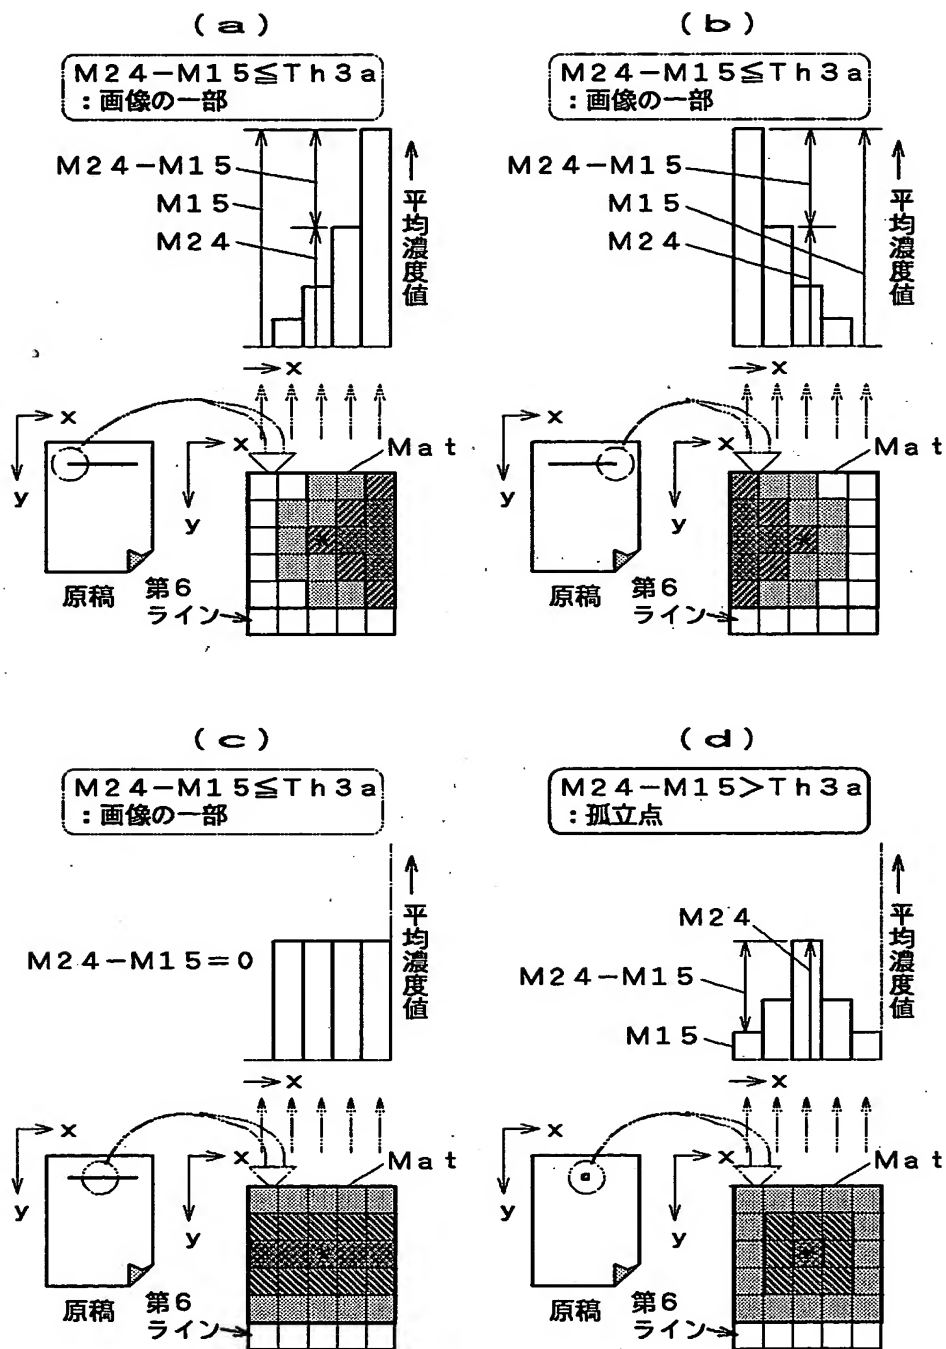 (a)
M24−M15≦Th3a
:画像の一部
M24−M15
M15
M24
平均濃度値
x
x
y
x
y
Mat
原稿
第6
ライン
(b)
M24−M15≦Th3a
:画像の一部
M24−M15
M15
M24
平均濃度値
x
x
y
x
y
Mat
原稿
第6
ライン
(c)
M24−M15≦Th3a
:画像の一部
平均濃度値
M24−M15=0
x
x
y
x
y
Mat
原稿
第6
ライン
(d)
M24−M15>Th3a
:孤立点
平均濃度値
M24
M24−M15
M15
x
x
y
x
y
Mat
原稿
第6
ライン